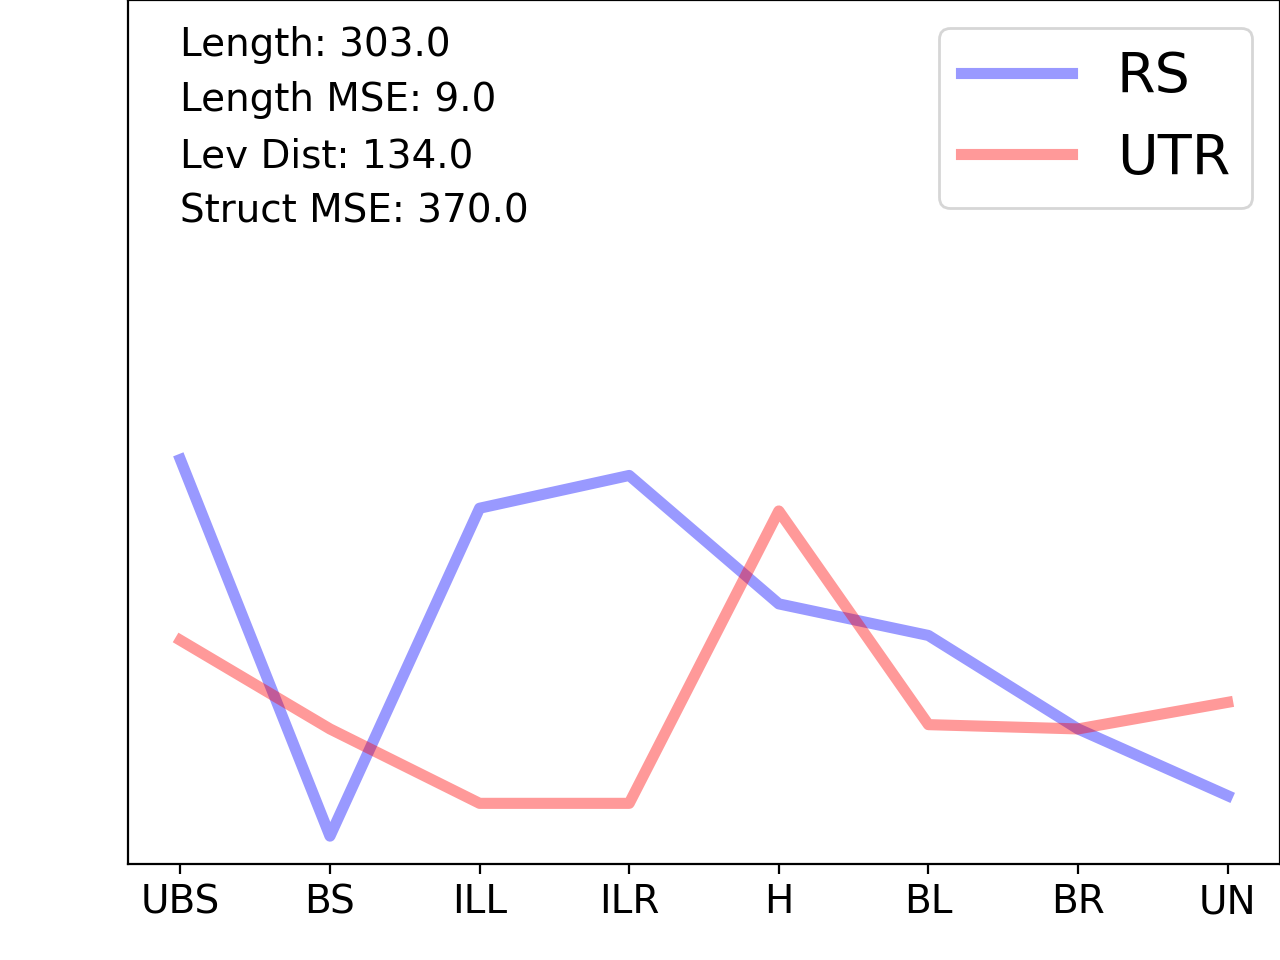 Length: 303.0
Length MSE: 9.0
Lev Dist: 134.0
Struct MSE: 370.0
RS
UTR
UBS BS ILL ILR H BL BR UN